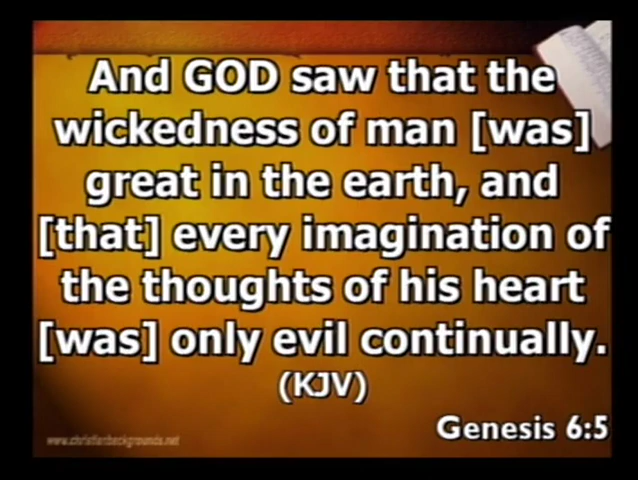 And GOD saw that the
wickedness of man [was]
great in the earth, and
[that] every imagination of
the thoughts of his heart
[was] only evil continually.
(KJV)
Genesis 6:5
www.christianbackgrounds.net